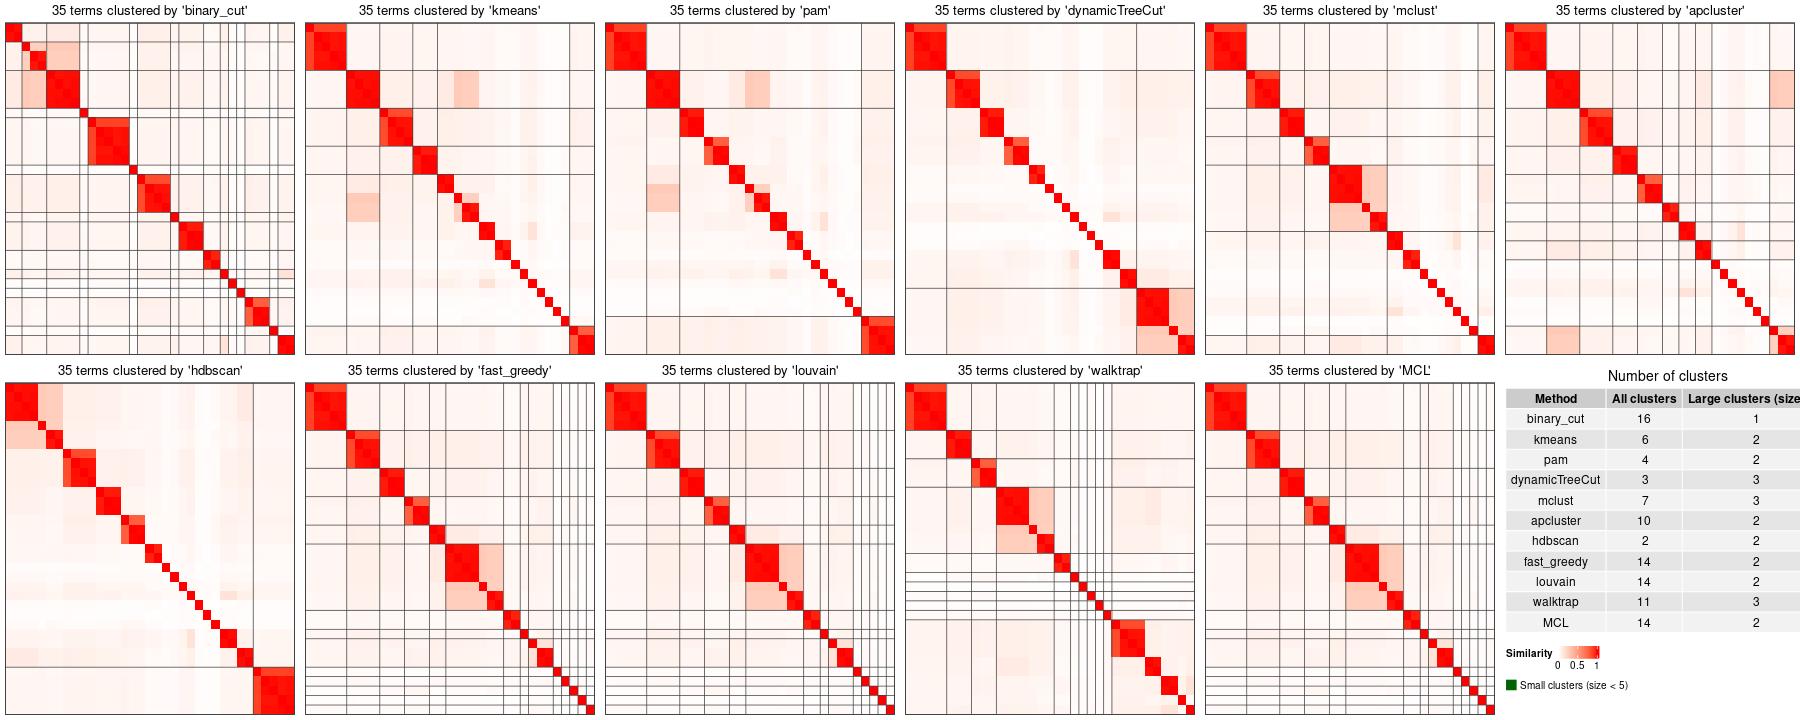 35 terms clustered by 'binary_cut'
35 terms clustered by 'kmeans'
35 terms clustered by 'pam'
35 terms clustered by 'dynamicTreeCut'
35 terms clustered by 'mclust'
35 terms clustered by 'apcluster'
35 terms clustered by 'hdbscan'
35 terms clustered by 'fast_greedy'
35 terms clustered by 'louvain'
35 terms clustered by 'walktrap'
35 terms clustered by 'MCL'
Number of clusters
Method All clusters Large clusters (size
binary_cut 16 1
kmeans 6 2
pam 4 2
dynamicTreeCut 3 3
mclust 7 3
apcluster 10 2
hdbscan 2 2
fast_greedy 14 2
louvain 14 2
walktrap 11 3
MCL 14 2
Similarity
0 0.5 1
Small clusters (size < 5)